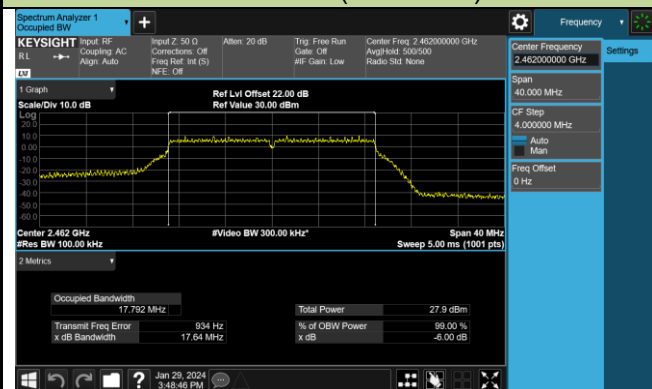 Spectrum Analyzer 1
Occupied BW
Frequency
KEYSIGHT
Input: RF
Coupling: AC
Align: Auto
Input Z: 50 Ω
Corrections: Off
Freq Ref: Int (S)
NFE: Off
Atten: 20 dB
Trig: Free Run
Gate: Off
#IF Gain: Low
Center Freq: 2.462000000 GHz
Avg|Hold: 500/500
Radio Std: None
RL
LXI
Center Frequency
2.462000000 GHz
Settings
Span
40.000 MHz
CF Step
4.000000 MHz
Auto
Man
Freq Offset
0 Hz
1 Graph
Scale/Div 10.0 dB
Ref Lvl Offset 22.00 dB
Ref Value 30.00 dBm
Log
20.0
10.0
0.00
-10.0
-20.0
-30.0
-40.0
-50.0
-60.0
Center 2.462 GHz
#Video BW 300.00 kHz*
Span 40 MHz
#Res BW 100.00 kHz
Sweep 5.00 ms (1001 pts)
2 Metrics
Occupied Bandwidth
17.792 MHz
Total Power 27.9 dBm
Transmit Freq Error 934 Hz
% of OBW Power 99.00 %
x dB Bandwidth 17.64 MHz
x dB -6.00 dB
Jan 29, 2024
3:48:46 PM